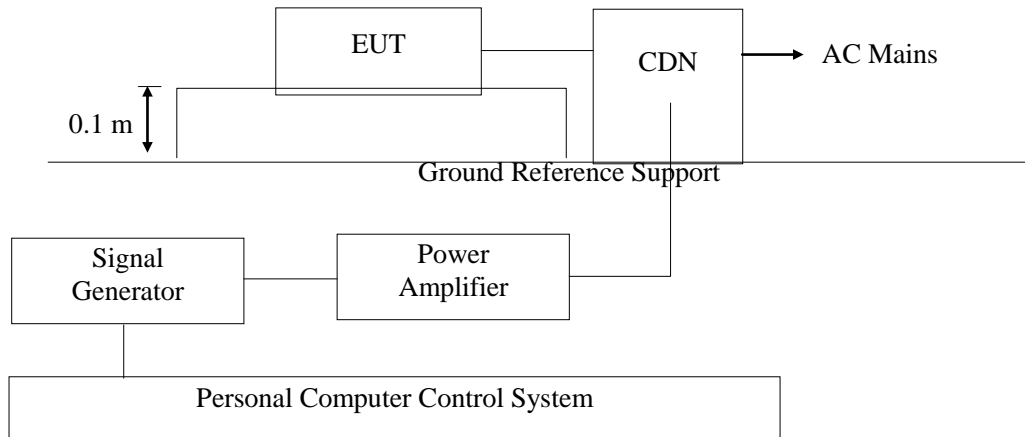 EUT
CDN
AC Mains
0.1 m
Ground Reference Support
Signal
Generator
Power
Amplifier
Personal Computer Control System